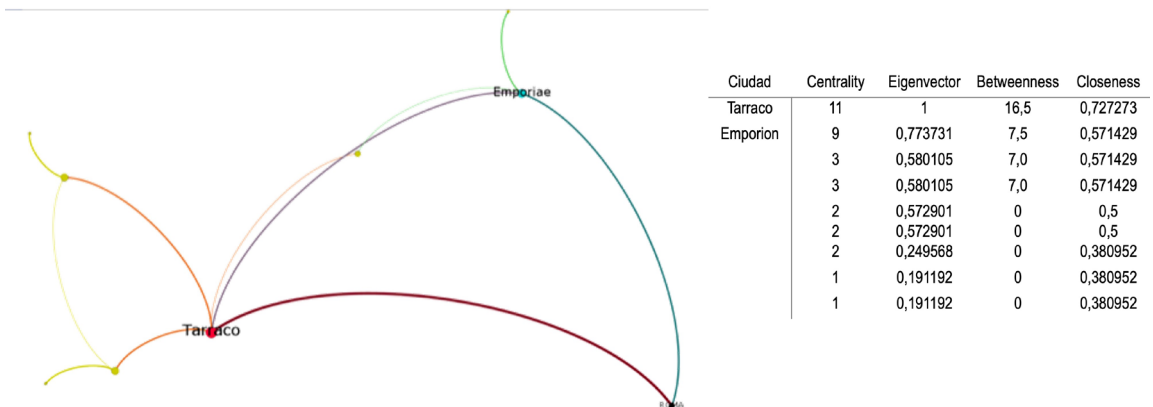 Emporiae
Tarraco
Ciudad Centrality Eigenvector Betweenness Closeness
Tarraco 11 1 16,5 0,727273
Emporion 9 0,773731 7,5 0,571429
3 0,580105 7,0 0,571429
3 0,580105 7,0 0,571429
2 0,572901 0 0,5
2 0,572901 0 0,5
2 0,249568 0 0,380952
1 0,191192 0 0,380952
1 0,191192 0 0,380952